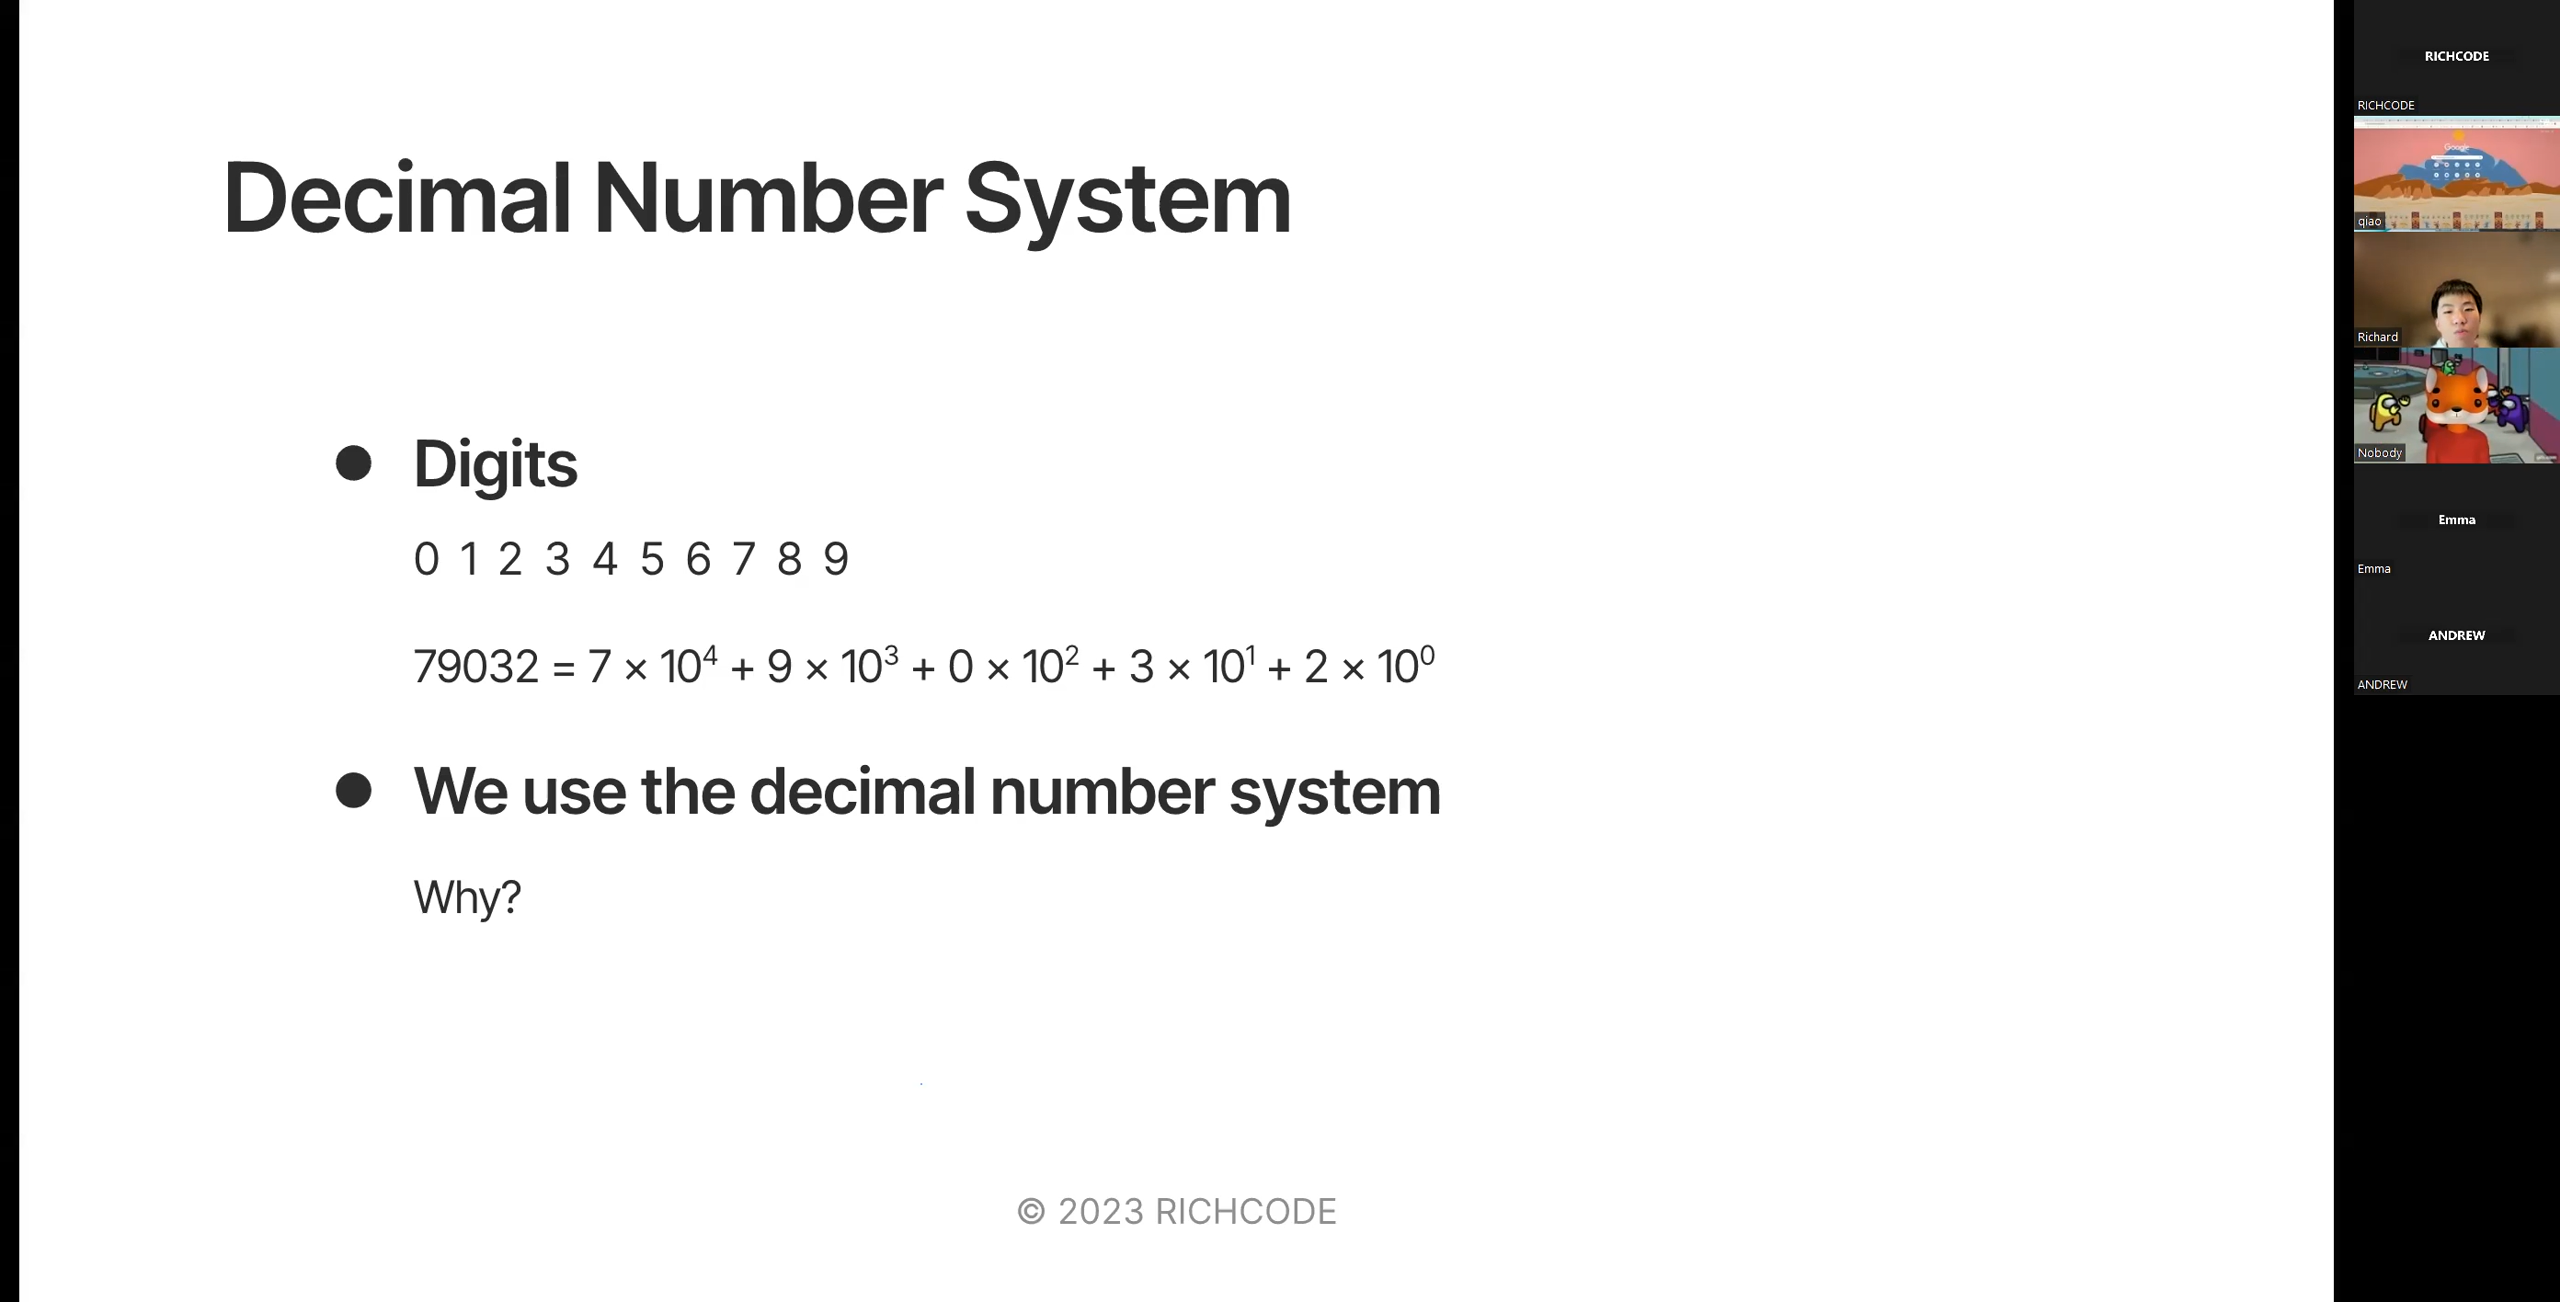 Decimal Number System
● Digits
0 1 2 3 4 5 6 7 8 9
79032 = 7 × 10⁴ + 9 × 10³ + 0 × 10² + 3 × 10¹ + 2 × 10⁰
● We use the decimal number system
Why?
© 2023 RICHCODE
RICHCODE
RICHCODE
Google
qiao
Richard
Nobody
Emma
Emma
ANDREW
ANDREW